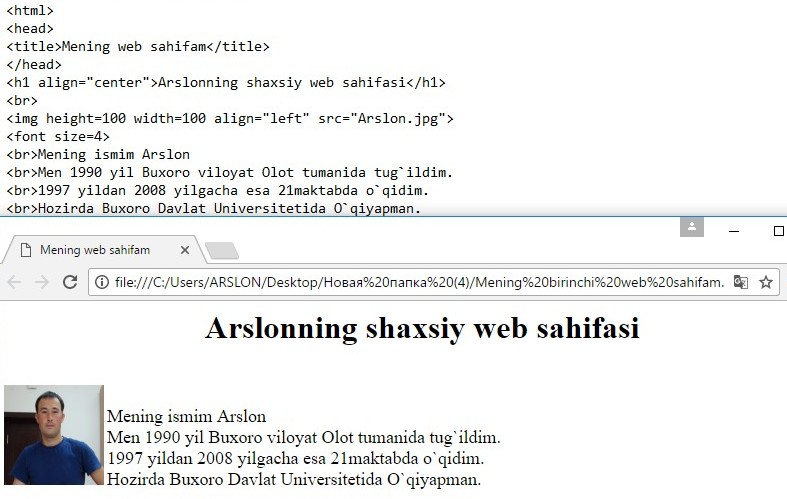 <html>
<head>
<title>Mening web sahifam</title>
</head>
<h1 align="center">Arslonning shaxsiy web sahifasi</h1>
<br>
<img height=100 width=100 align="left" src="Arslon.jpg">
<font size=4>
<br>Mening ismim Arslon
<br>Men 1990 yil Buxoro viloyat Olot tumanida tug`ildim.
<br>1997 yildan 2008 yilgacha esa 21maktabda o`qidim.
<br>Hozirda Buxoro Davlat Universitetida O`qiyapman.
Mening web sahifam
file:///C:/Users/ARSLON/Desktop/Новая%20папка%20(4)/Mening%20birinchi%20web%20sahifam.
Arslonning shaxsiy web sahifasi
Mening ismim Arslon
Men 1990 yil Buxoro viloyat Olot tumanida tug`ildim.
1997 yildan 2008 yilgacha esa 21maktabda o`qidim.
Hozirda Buxoro Davlat Universitetida O`qiyapman.